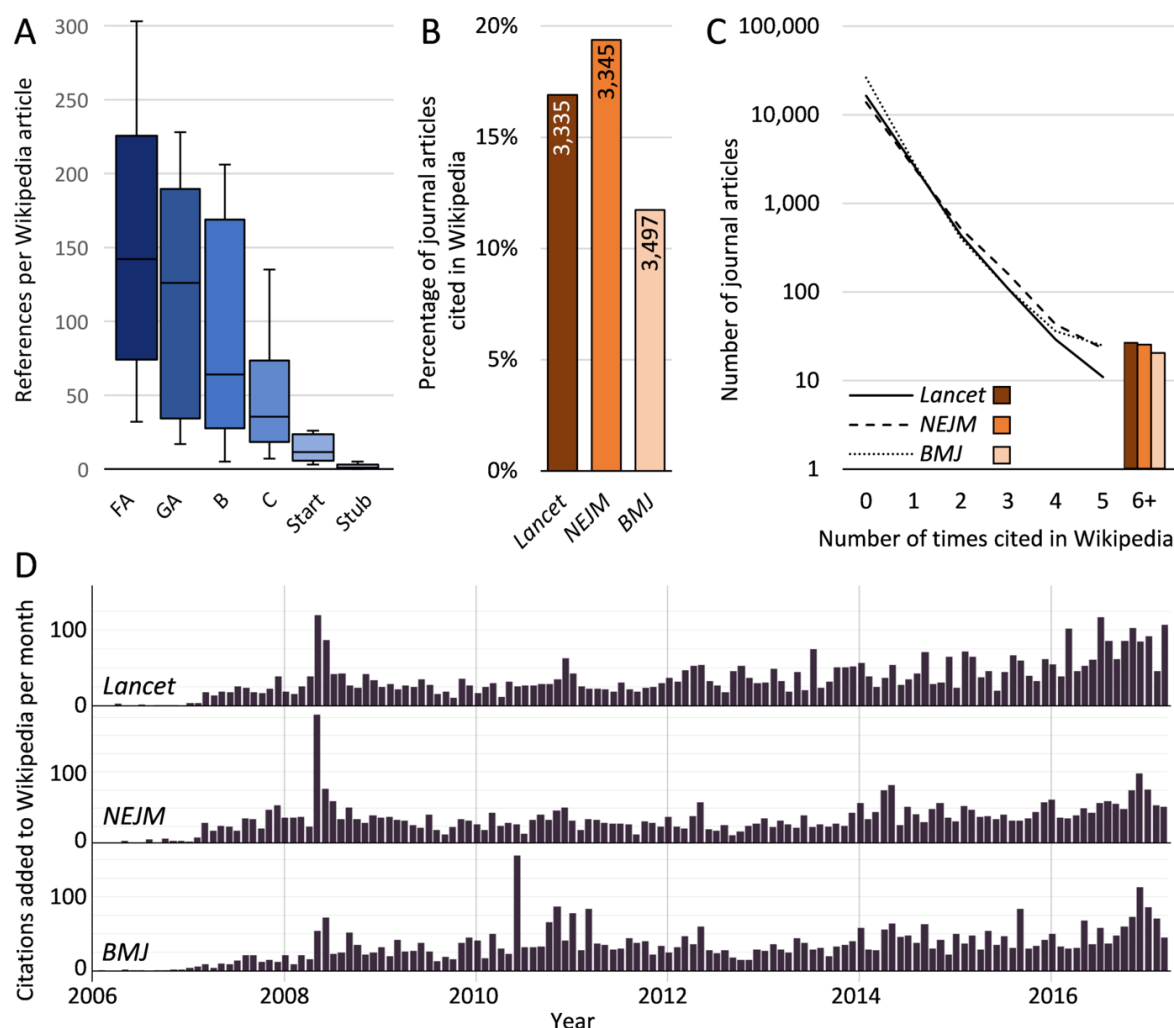 A
References per Wikipedia article
300
250
200
150
100
50
0
FA
GA
B
C
Start
Stub
B
Percentage of journal articles
cited in Wikipedia
20%
15%
10%
5%
0%
3,335
3,345
3,497
Lancet
NEJM
BMJ
C
Number of journal articles
100,000
10,000
1,000
100
10
1
Lancet
NEJM
BMJ
0 1 2 3 4 5 6+
Number of times cited in Wikipedia
D
Citations added to Wikipedia per month
100
0
Lancet
100
0
NEJM
100
0
BMJ
2006 2008 2010 2012 2014 2016
Year